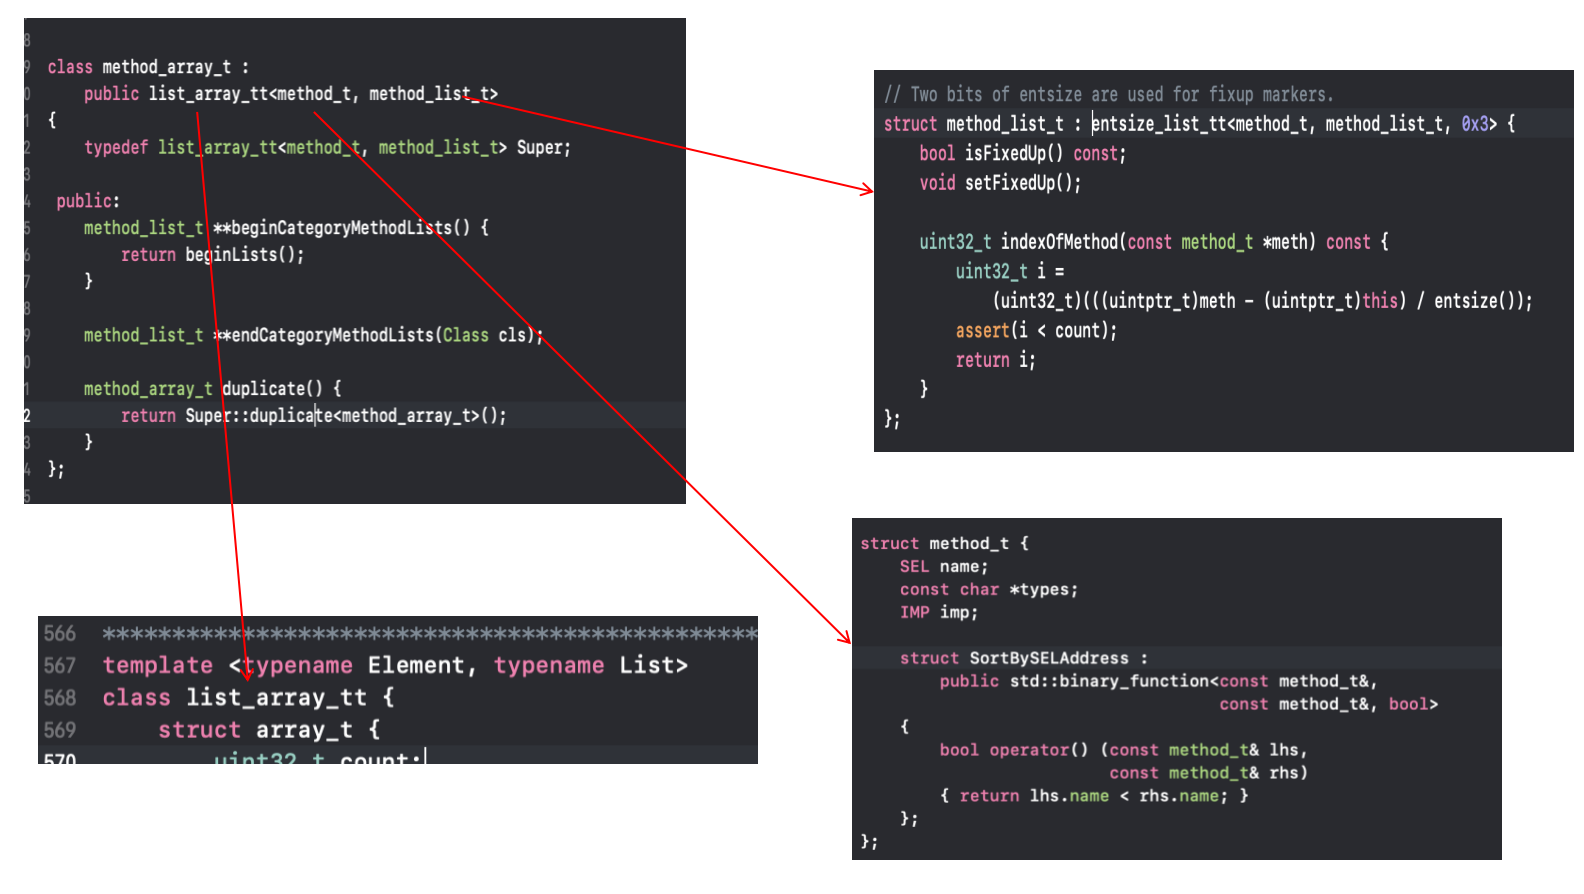 8
9 class method_array_t :
0 public list_array_tt<method_t, method_list_t>
1 {
2 typedef list_array_tt<method_t, method_list_t> Super;
3
4 public:
5 method_list_t **beginCategoryMethodLists() {
6 return beginLists();
7 }
8
9 method_list_t **endCategoryMethodLists(Class cls);
0
1 method_array_t duplicate() {
2 return Super::duplicate<method_array_t>();
3 }
4 };
5
// Two bits of entsize are used for fixup markers.
struct method_list_t : entsize_list_tt<method_t, method_list_t, 0x3> {
bool isFixedUp() const;
void setFixedUp();
uint32_t indexOfMethod(const method_t *meth) const {
uint32_t i =
(uint32_t)(((uintptr_t)meth - (uintptr_t)this) / entsize());
assert(i < count);
return i;
}
};
566 ***********************************************
567 template <typename Element, typename List>
568 class list_array_tt {
569 struct array_t {
570 uint32_t count;
struct method_t {
SEL name;
const char *types;
IMP imp;
struct SortBySELAddress :
public std::binary_function<const method_t&,
const method_t&, bool>
{
bool operator() (const method_t& lhs,
const method_t& rhs)
{ return lhs.name < rhs.name; }
};
};